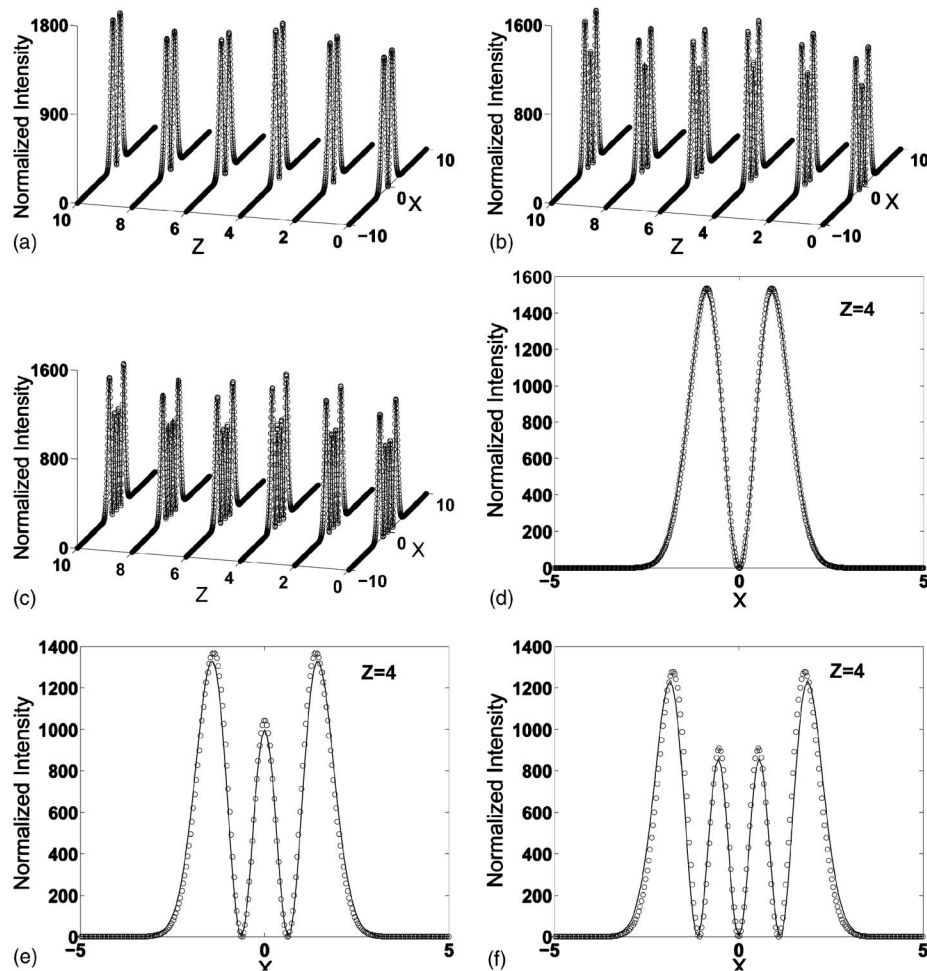 1800
900
0
Normalized Intensity
10
8
6
4
2
0
Z
10
0
-10
X
(a)
1600
800
0
Normalized Intensity
10
8
6
4
2
0
Z
10
0
-10
X
(b)
1600
800
0
Normalized Intensity
10
8
6
4
2
0
Z
10
0
-10
X
(c)
1600
1400
1200
1000
800
600
400
200
0
Normalized Intensity
Z=4
-5
0
5
X
(d)
1400
1200
1000
800
600
400
200
0
Normalized Intensity
Z=4
-5
0
5
X
(e)
1400
1200
1000
800
600
400
200
0
Normalized Intensity
Z=4
-5
0
5
X
(f)